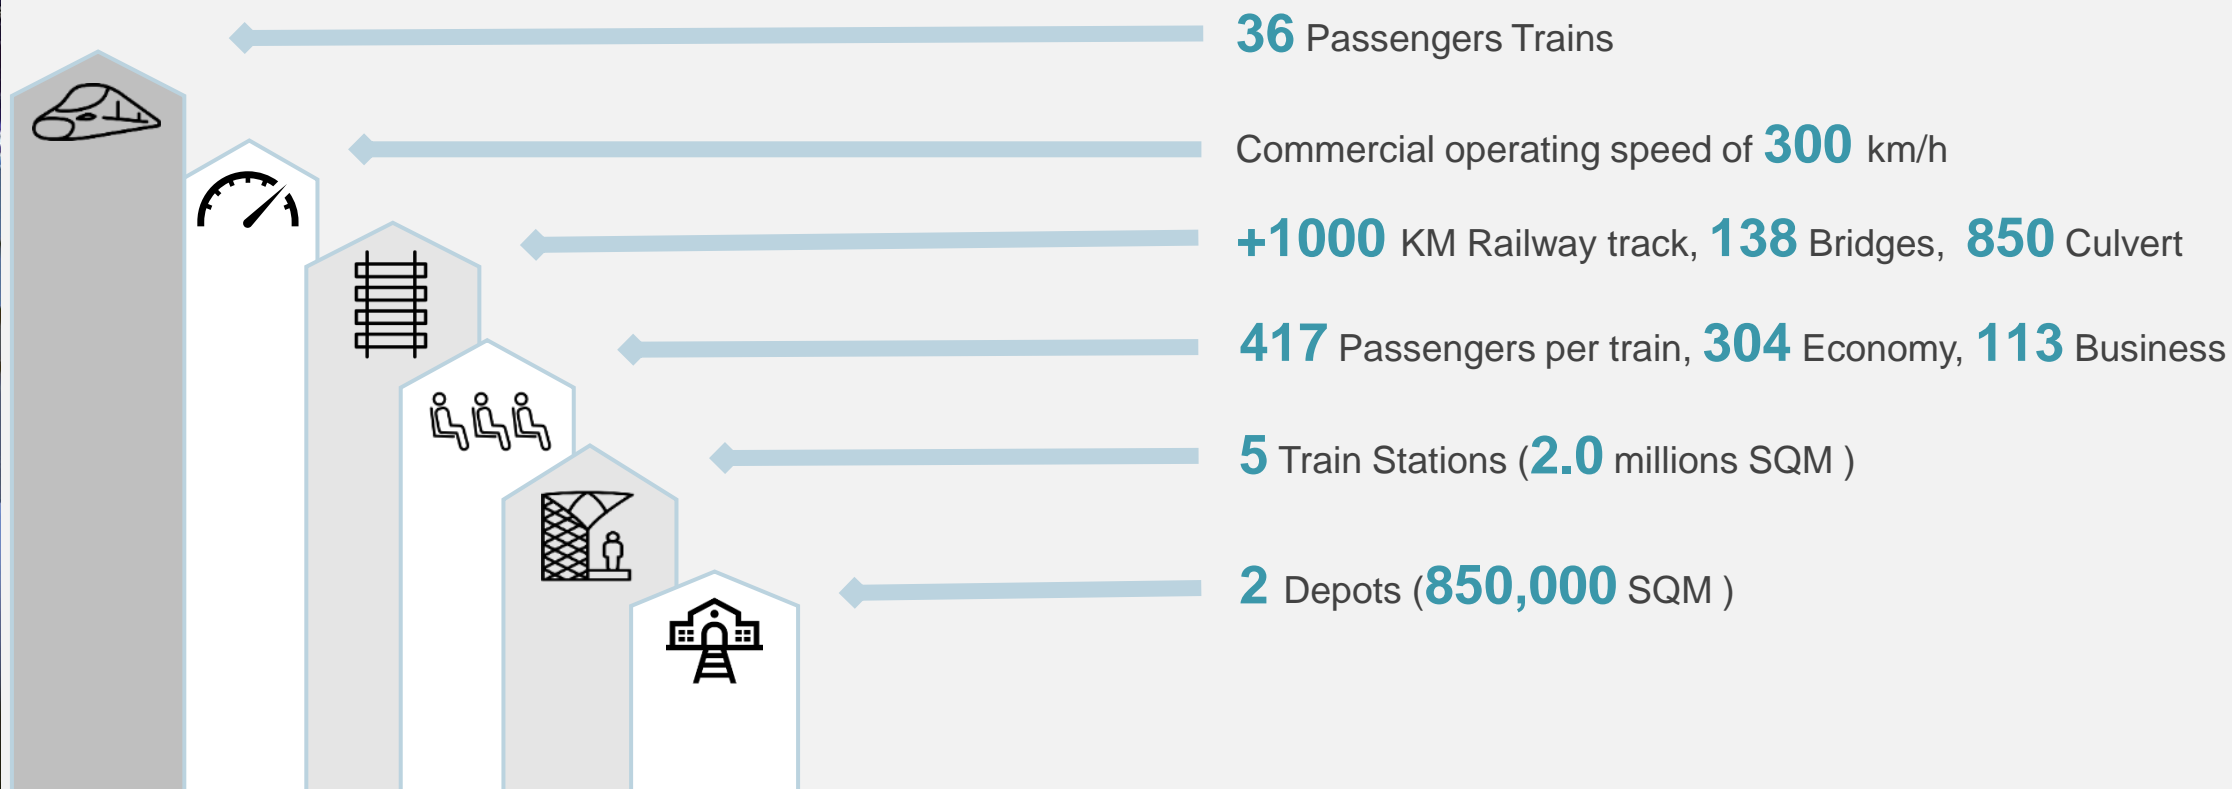 36 Passengers Trains
Commercial operating speed of 300 km/h
+1000 KM Railway track, 138 Bridges, 850 Culvert
417 Passengers per train, 304 Economy, 113 Business
5 Train Stations (2.0 millions SQM )
2 Depots (850,000 SQM )